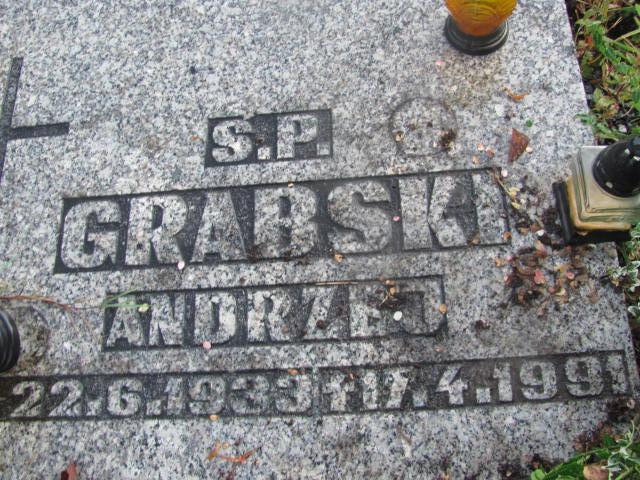 Ś.P.
GRABSKI
ANDRZEJ
22.6.1933 †17.4.1991